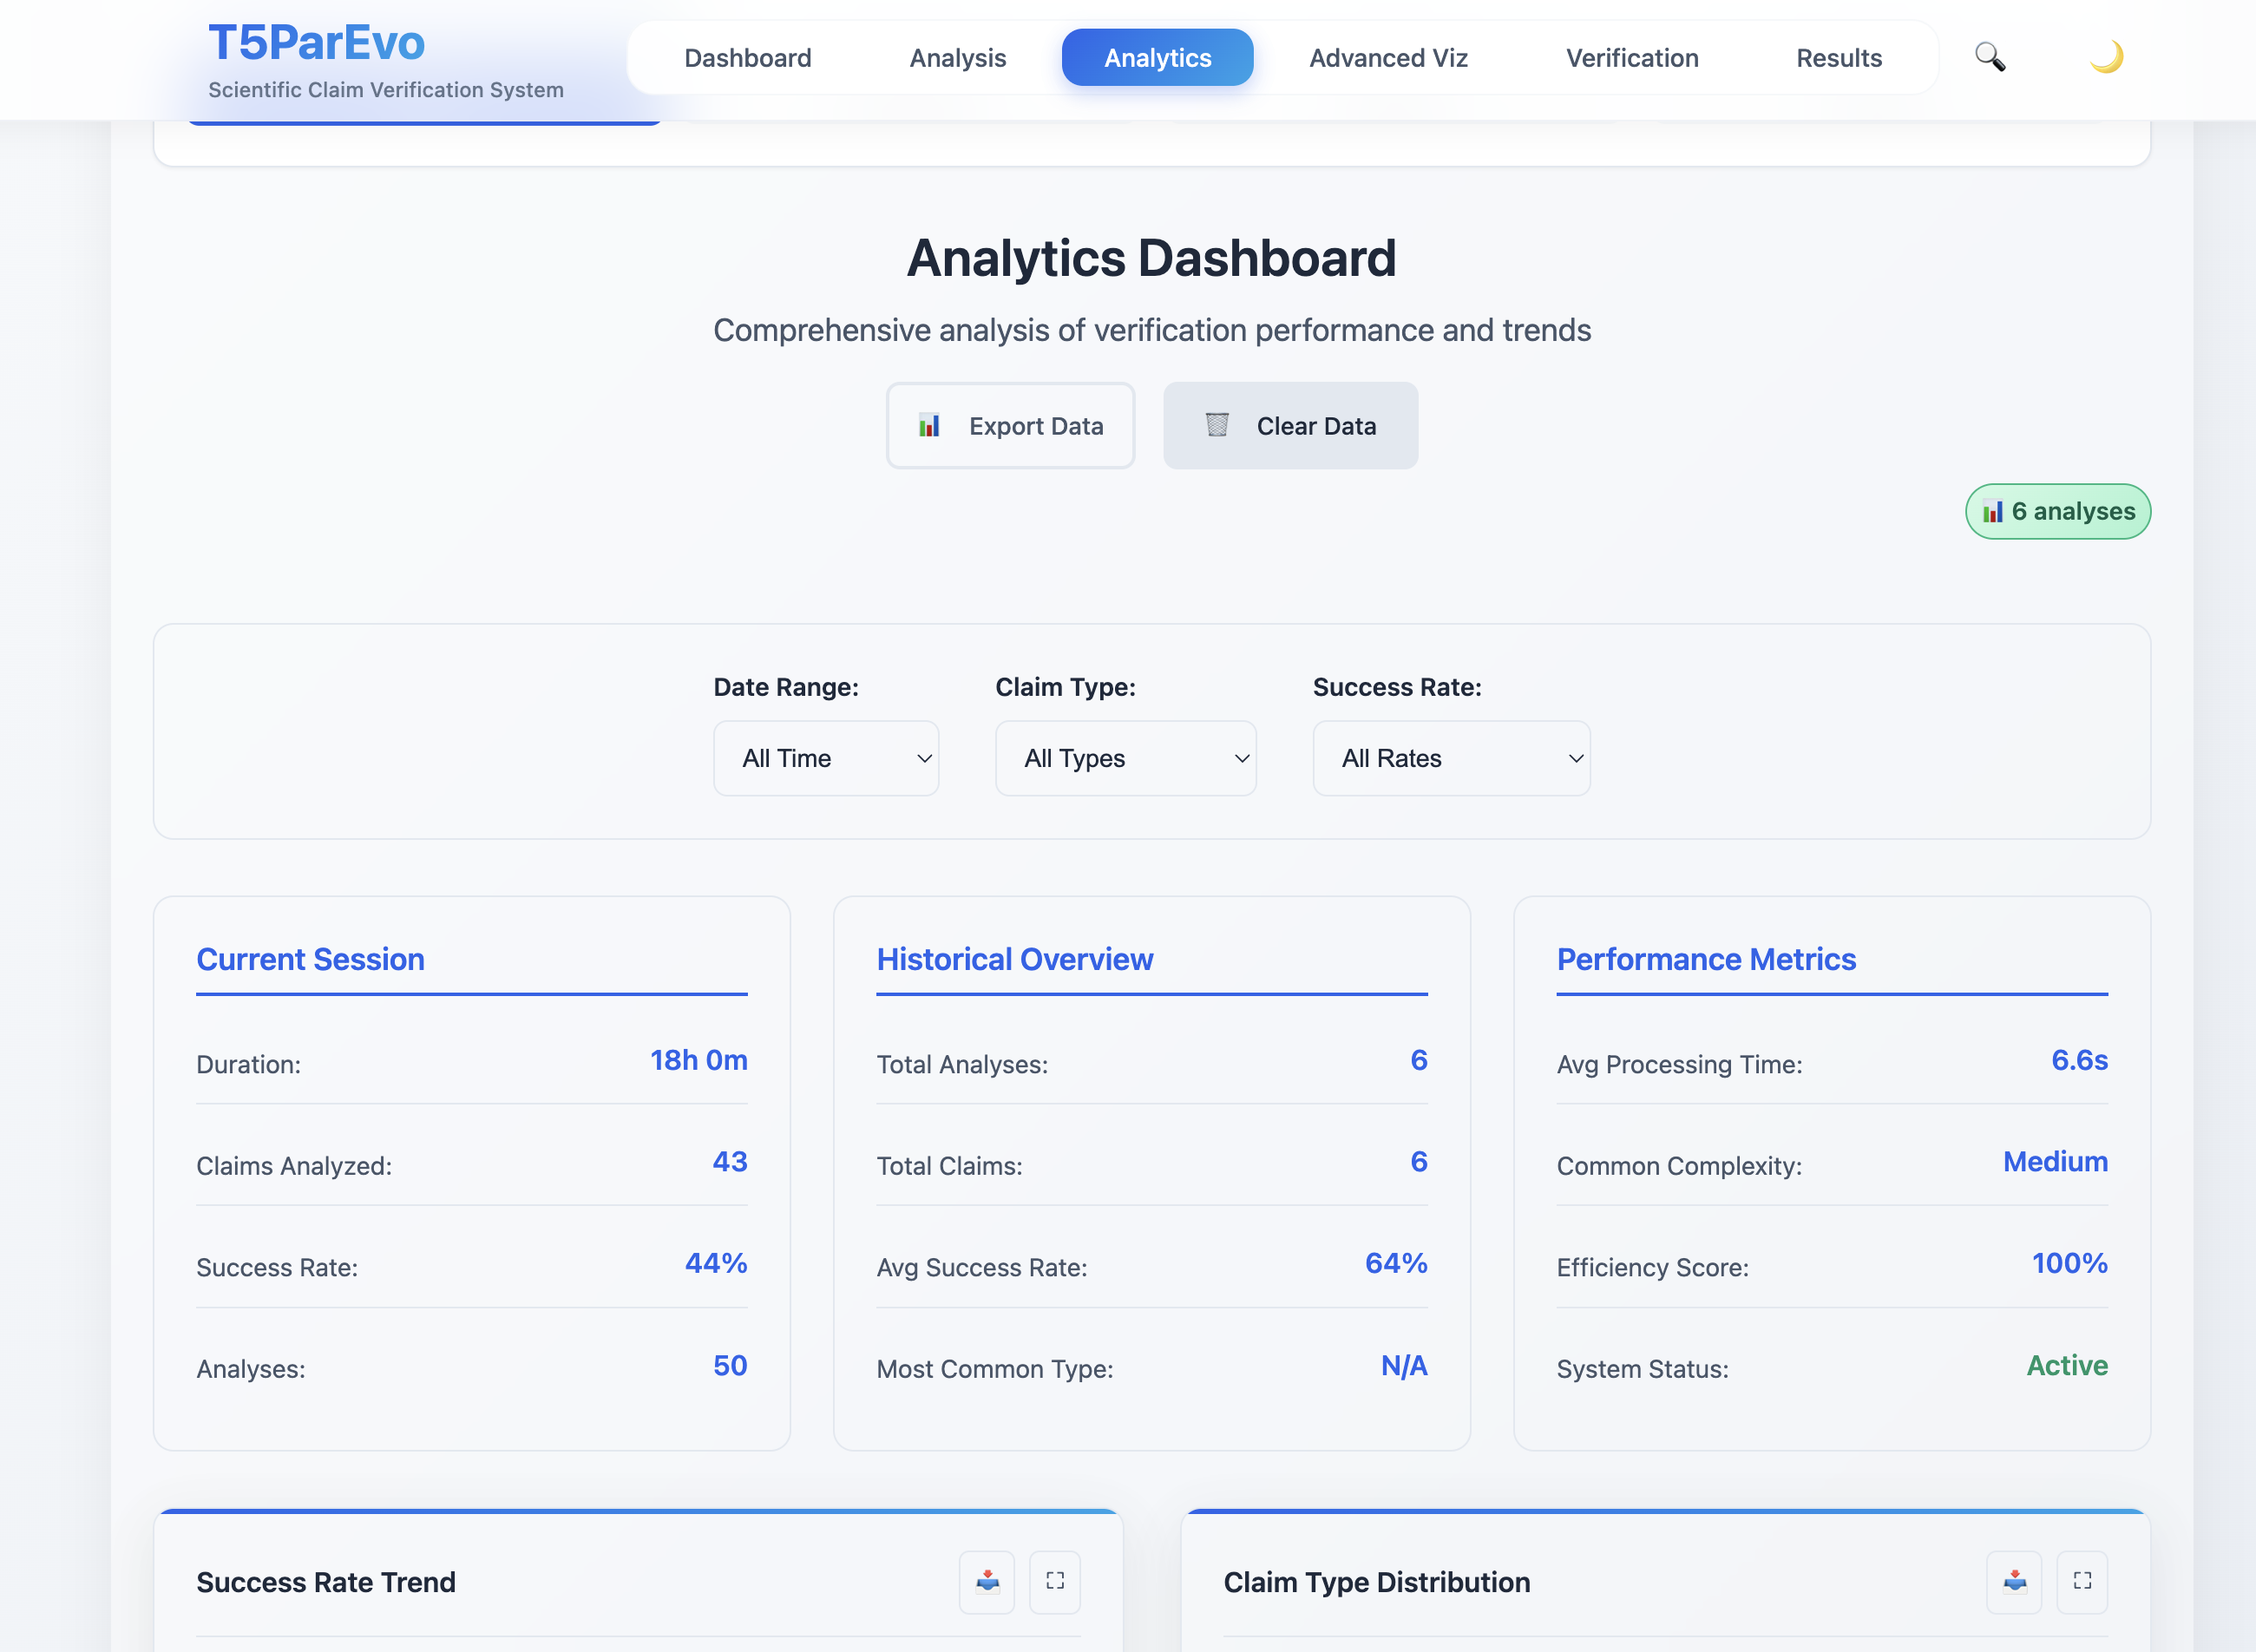 T5ParEvo
Scientific Claim Verification System
Dashboard
Analysis
Analytics
Advanced Viz
Verification
Results
Analytics Dashboard
Comprehensive analysis of verification performance and trends
Export Data
Clear Data
6 analyses
Date Range:
All Time
Claim Type:
All Types
Success Rate:
All Rates
Current Session
Duration: 18h 0m
Claims Analyzed: 43
Success Rate: 44%
Analyses: 50
Historical Overview
Total Analyses: 6
Total Claims: 6
Avg Success Rate: 64%
Most Common Type: N/A
Performance Metrics
Avg Processing Time: 6.6s
Common Complexity: Medium
Efficiency Score: 100%
System Status: Active
Success Rate Trend
Claim Type Distribution